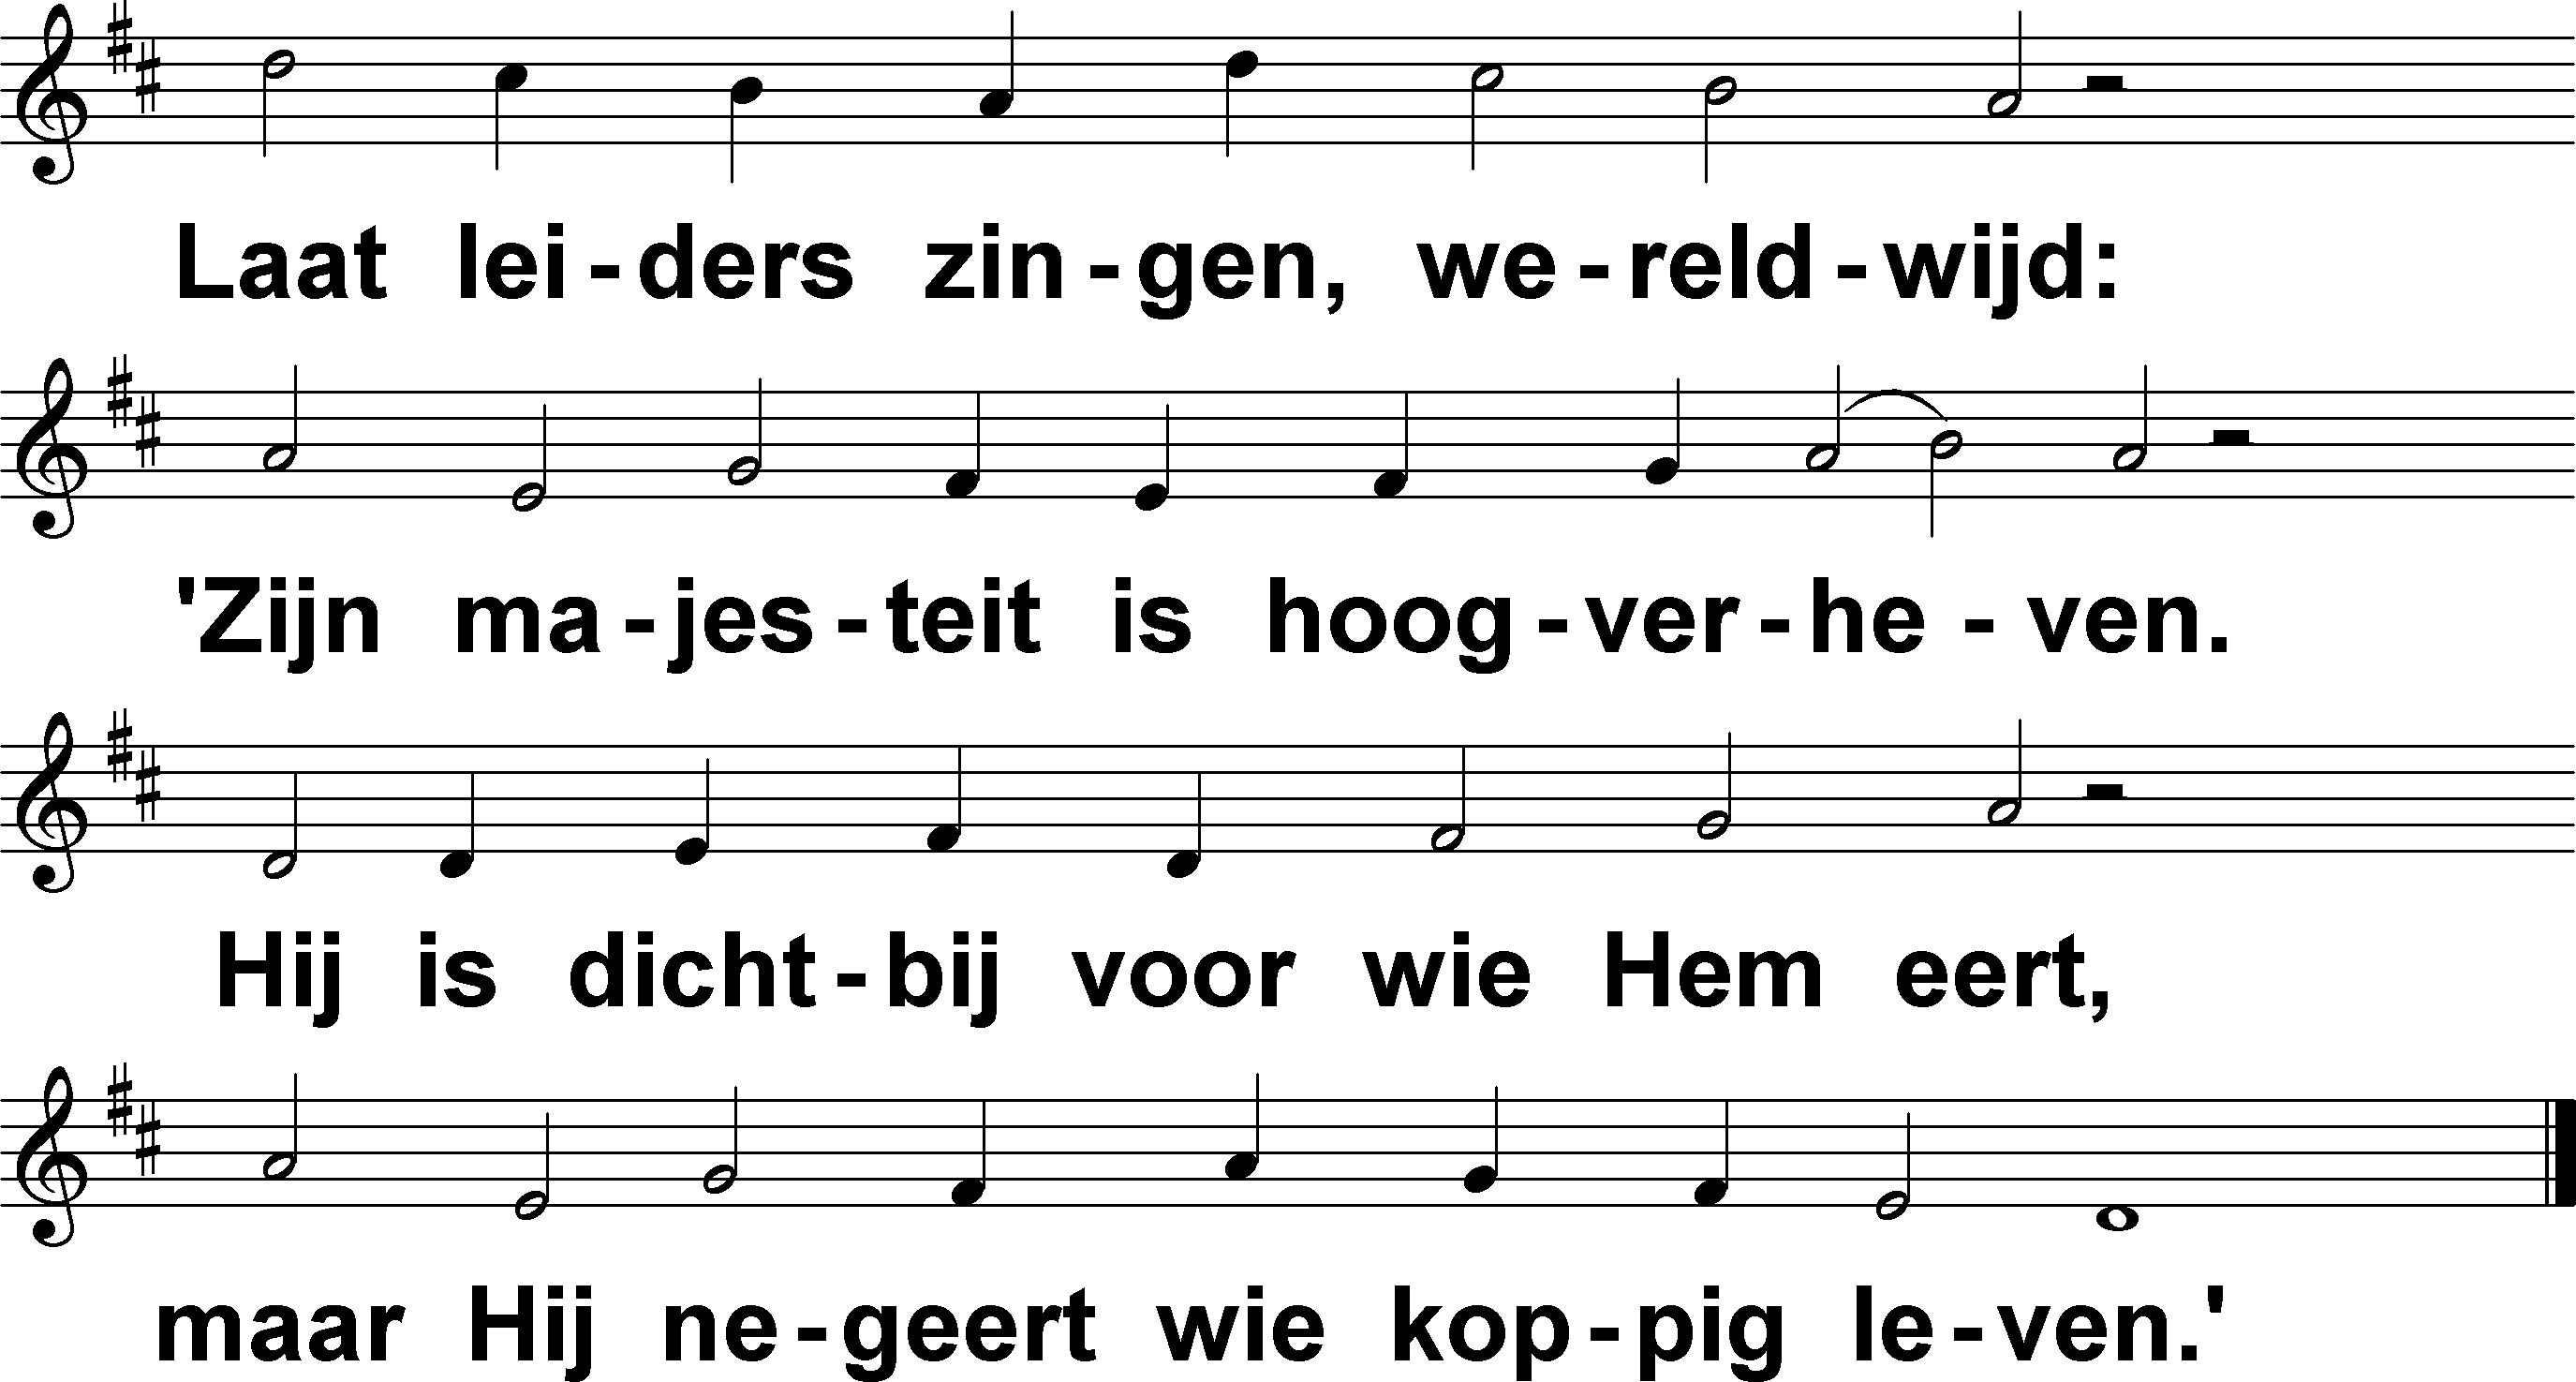 Laat lei-ders zin-gen, we-reld-wijd:
'Zijn ma-jes-teit is hoog-ver-he-ven.
Hij is dicht-bij voor wie Hem eert,
maar Hij ne-geert wie kop-pig le-ven.'